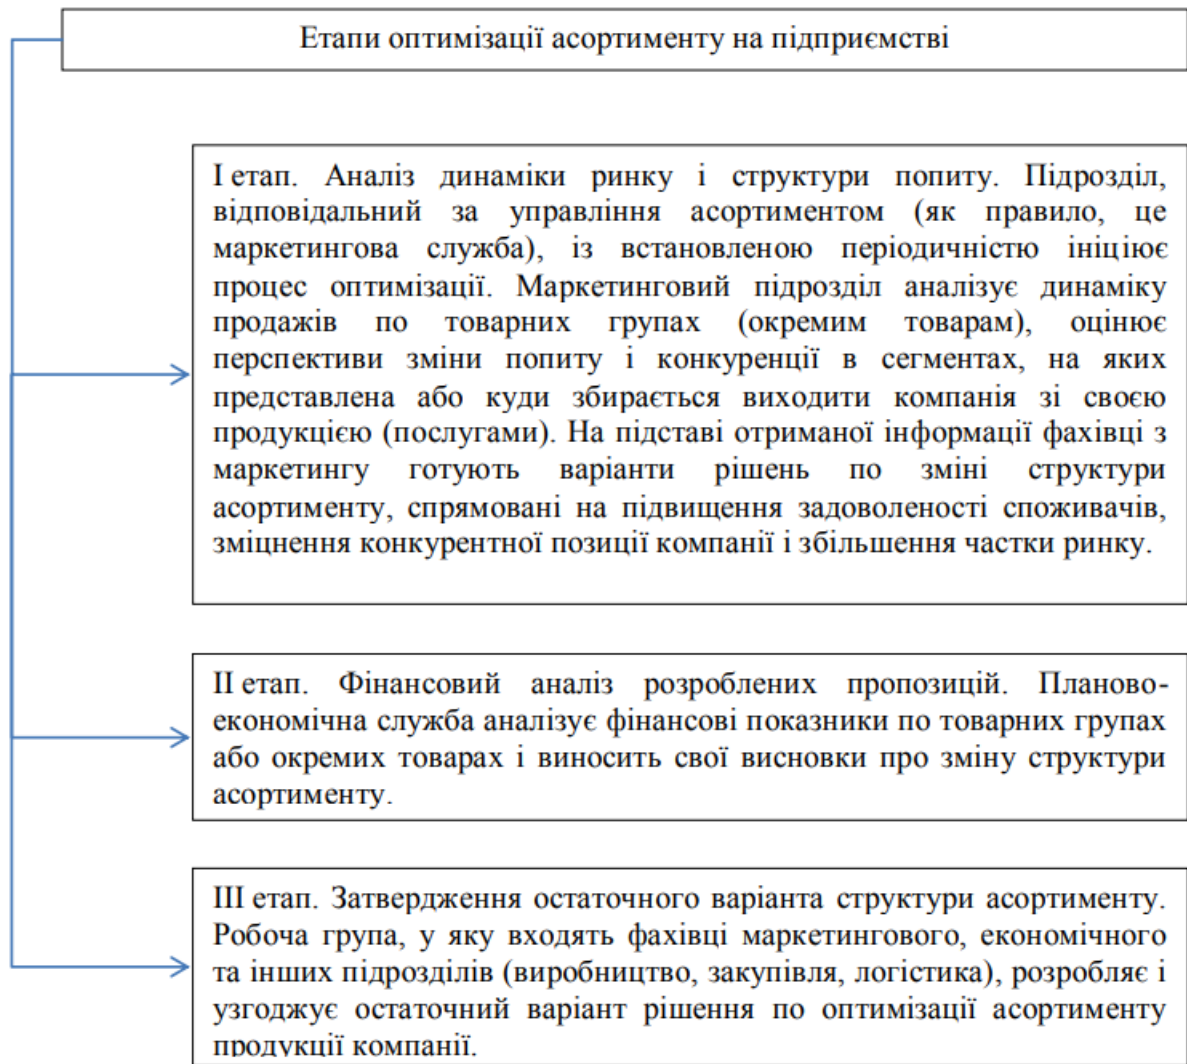 Етапи оптимізації асортименту на підприємстві
І етап. Аналіз динаміки ринку і структури попиту. Підрозділ,
відповідальний за управління асортиментом (як правило, це
маркетингова служба), із встановленою періодичністю ініціює
процес оптимізації. Маркетинговий підрозділ аналізує динаміку
продажів по товарних групах (окремим товарам), оцінює
перспективи зміни попиту і конкуренції в сегментах, на яких
представлена або куди збирається виходити компанія зі своєю
продукцією (послугами). На підставі отриманої інформації фахівці з
маркетингу готують варіанти рішень по зміні структури
асортименту, спрямовані на підвищення задоволеності споживачів,
зміцнення конкурентної позиції компанії і збільшення частки ринку.
ІІ етап. Фінансовий аналіз розроблених пропозицій. Планово-
економічна служба аналізує фінансові показники по товарних групах
або окремих товарах і виносить свої висновки про зміну структури
асортименту.
ІІІ етап. Затвердження остаточного варіанта структури асортименту.
Робоча група, у яку входять фахівці маркетингового, економічного
та інших підрозділів (виробництво, закупівля, логістика), розробляє і
узгоджує остаточний варіант рішення по оптимізації асортименту
продукції компанії.